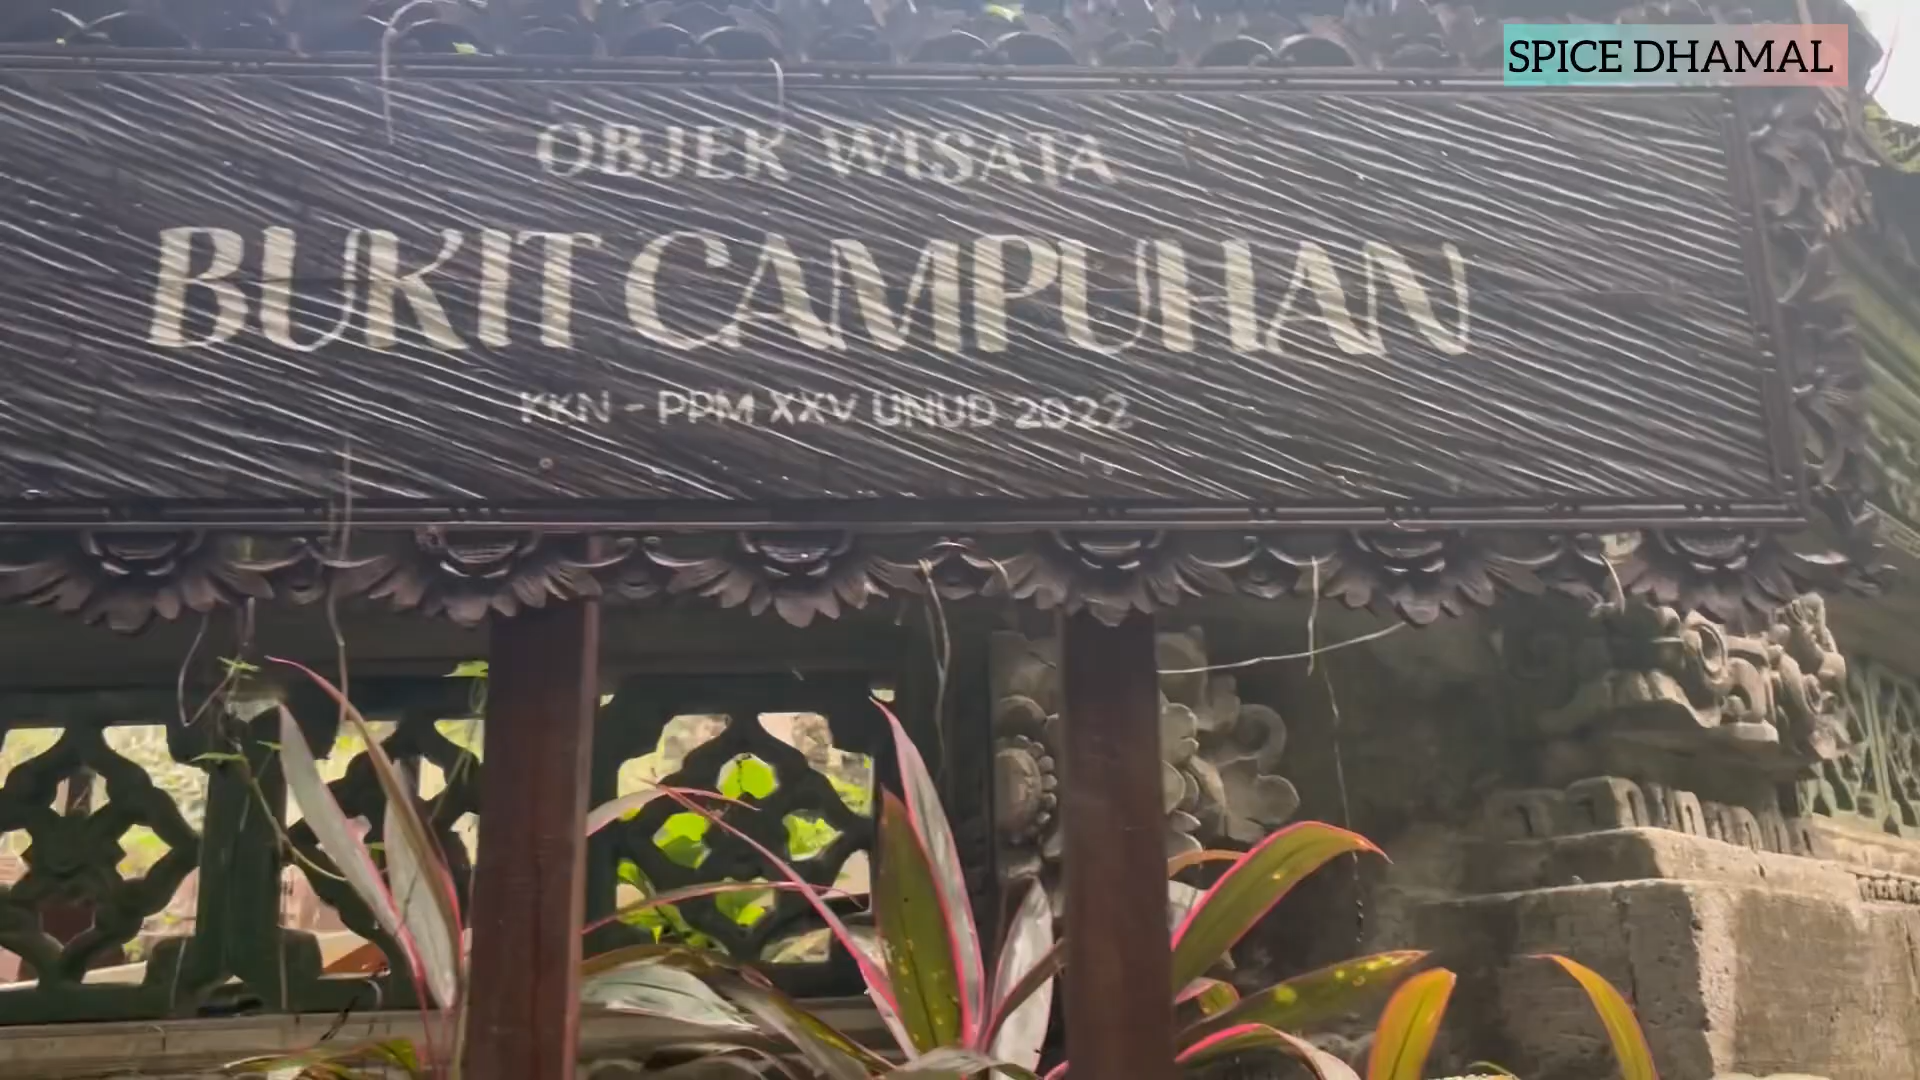 SPICE DHAMAL
OBJEK WISATA
BUKIT CAMPUHAN
KKN - PPM XXV UNUD 2022